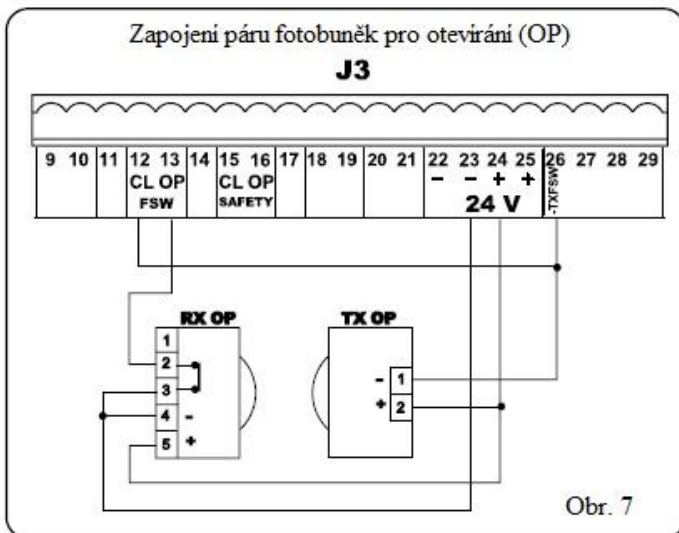 Zapojení páru fotobuněk pro otevírání (OP)
J3
9 10 11 12 13 14 15 16 17 18 19 20 21 22 23 24 25 26 27 28 29
CL OP CL OP - - + + -TXFSW
FSW SAFETY 24 V
RX OP TX OP
1
2
3
4 -
5 +
- 1
+ 2
Obr. 7